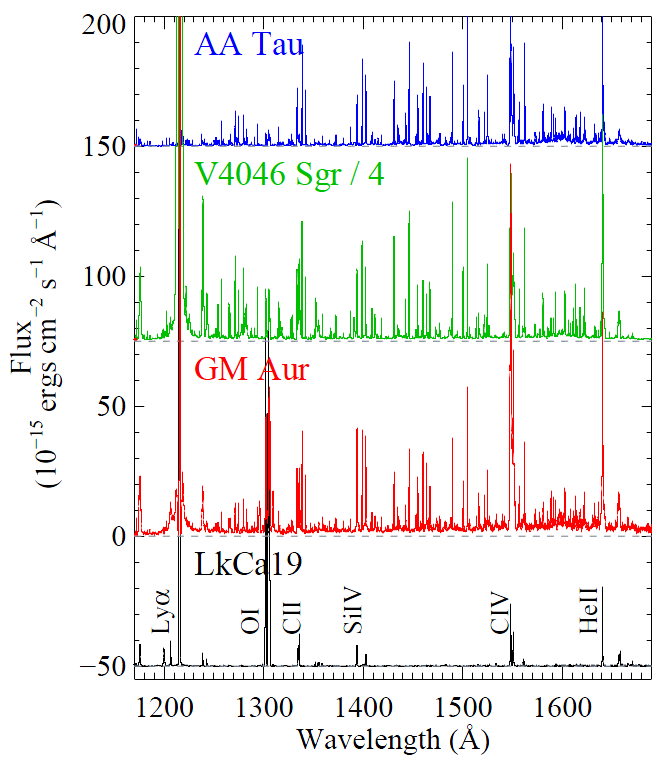 200
AA Tau
150
V4046 Sgr / 4
100
GM Aur
50
0
LkCa19
Lyα
OI
CII
SiIV
CIV
HeII
−50
1200 1300 1400 1500 1600
Wavelength (Å)
Flux
(10⁻¹⁵ ergs cm⁻² s⁻¹ Å⁻¹)